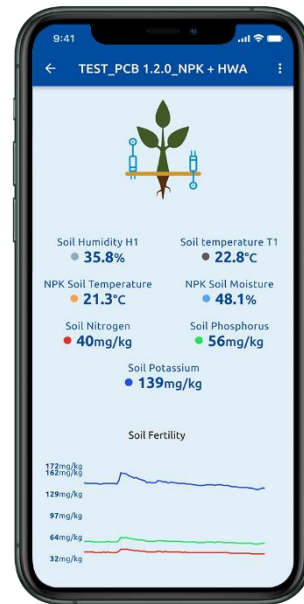 9:41
TEST_PCB 1.2.0_NPK + HWA
Soil Humidity H1 Soil temperature T1
35.8% 22.8°C
NPK Soil Temperature NPK Soil Moisture
21.3°C 48.1%
Soil Nitrogen Soil Phosphorus
40mg/kg 56mg/kg
Soil Potassium
139mg/kg
Soil Fertility
172mg/kg
162mg/kg
129mg/kg
97mg/kg
64mg/kg
32mg/kg